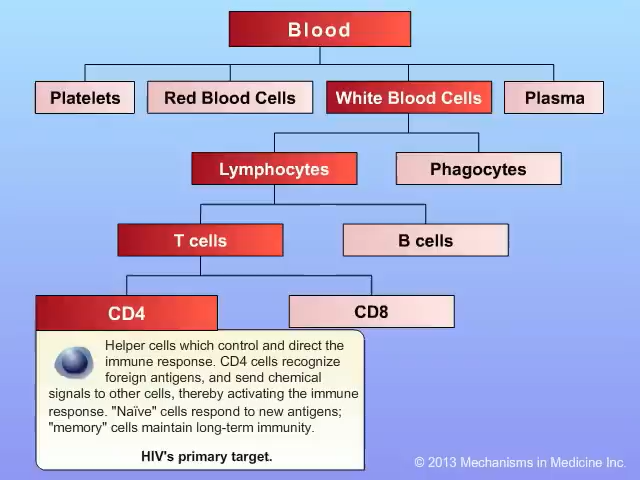 Blood
Platelets
Red Blood Cells
White Blood Cells
Plasma
Lymphocytes
Phagocytes
T cells
B cells
CD4
CD8
Helper cells which control and direct the
immune response. CD4 cells recognize
foreign antigens, and send chemical
signals to other cells, thereby activating the immune
response. "Naïve" cells respond to new antigens;
"memory" cells maintain long-term immunity.
HIV's primary target.
© 2013 Mechanisms in Medicine Inc.